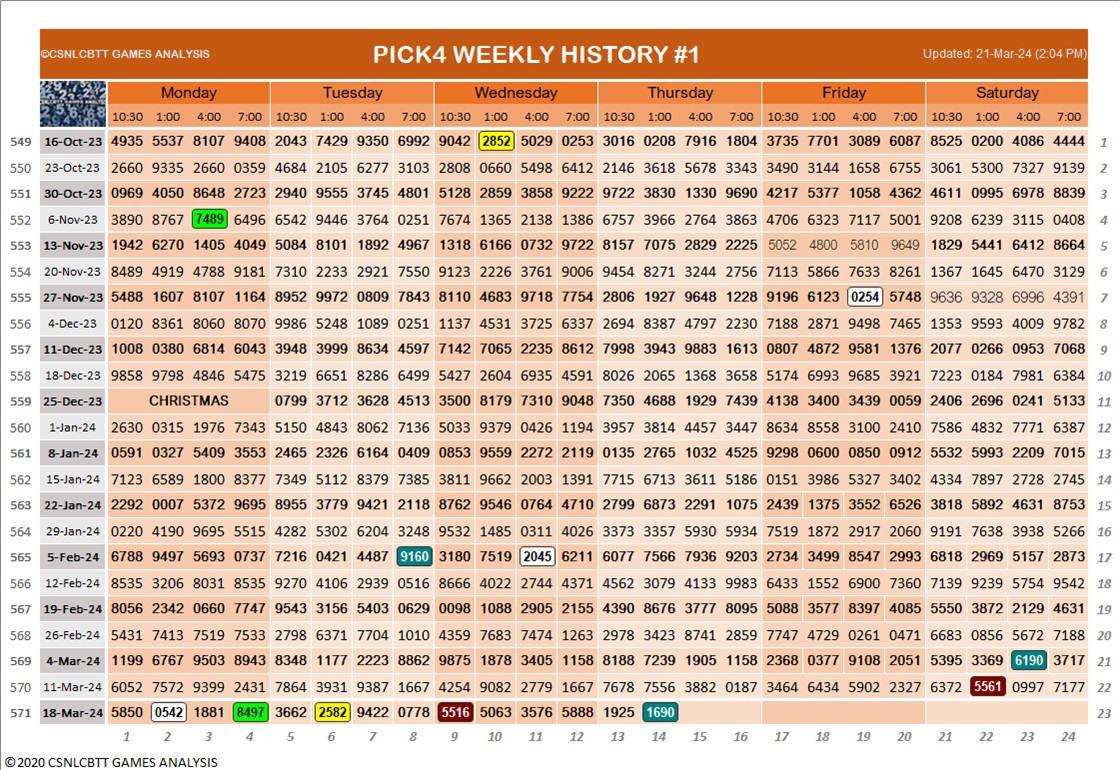 ©CSNLCBTT GAMES ANALYSIS PICK4 WEEKLY HISTORY #1 Updated: 21-Mar-24 (2:04 PM)
Monday Tuesday Wednesday Thursday Friday Saturday
10:30 1:00 4:00 7:00 10:30 1:00 4:00 8:00 10:30 1:00 4:00 7:00 10:30 1:00 4:00 7:00 10:30 1:00 4:00 7:00 10:30 1:00 4:00 7:00
549 16-Oct-23 4935 5537 8107 9408 2043 7429 9350 6992 9042 2852 5029 0253 3016 0208 7916 1804 3735 7701 3089 6087 8525 0200 4086 4444 1
550 23-Oct-23 2660 9335 2660 0359 4684 2105 6277 3103 2808 0660 5498 6412 2146 3618 5678 3343 3490 3144 1658 6755 3061 5300 7327 9139 2
551 30-Oct-23 0969 4050 8648 2723 2940 9555 3745 4801 5128 2859 3858 9222 9722 3830 1330 9690 4217 5377 1058 4362 4611 0995 6978 8839 3
552 6-Nov-23 3890 8767 7489 6496 6542 9446 3764 0251 7674 1365 2138 1386 6757 3966 2764 3863 4706 6323 7117 5001 9208 6239 3115 0408 4
553 13-Nov-23 1942 6270 1405 4049 5084 8101 1892 4967 1318 6166 0732 9722 8157 7075 2829 2225 5052 4800 5810 9649 1829 5441 6412 8664 5
554 20-Nov-23 8489 4919 4788 9181 7310 2233 2921 7550 9123 2226 3761 9006 9454 8271 3244 2756 7113 5866 7633 8261 1367 1645 6470 3129 6
555 27-Nov-23 5488 1607 8107 1164 8952 9972 0809 7843 8110 4683 9718 7754 2806 1927 9648 1228 9196 6123 0254 5748 9636 9328 6996 4391 7
556 4-Dec-23 0120 8361 8060 8070 9986 5248 1089 0251 1137 4531 3725 6337 2694 8387 4797 2230 7188 2871 9498 7465 1353 9593 4009 9782 8
557 11-Dec-23 1008 0380 6814 6043 3948 3999 8634 4597 7142 7065 2235 8612 7998 3943 9883 1613 0807 4872 9581 1376 2077 0266 0953 7068 9
558 18-Dec-23 9858 9798 4846 5475 3219 6651 8286 6499 5427 2604 6935 4591 8026 2065 1368 3658 5174 6993 9685 3921 7223 0184 7981 6384 10
559 25-Dec-23 CHRISTMAS 0799 3712 3628 4513 3500 8179 7310 9048 7350 4688 1929 7439 4138 3400 3439 0059 2406 2696 0241 5133 11
560 1-Jan-24 2630 0315 1976 7343 5150 4843 8062 7136 5033 9379 0426 1194 3957 3814 4457 3447 8634 8558 3100 2410 7586 4832 7771 6387 12
561 8-Jan-24 0591 0327 5409 3553 2465 2326 6164 0409 0853 9559 2272 2119 0135 2765 1032 4525 9298 0600 0850 0912 5532 5993 2209 7015 13
562 15-Jan-24 7123 6589 1800 8377 7349 5112 8379 7385 3811 9662 2003 1391 7715 6713 3611 5186 0151 3986 5327 3402 4334 7897 2728 2745 14
563 22-Jan-24 2292 0007 5372 9695 8955 3779 9421 2118 8762 9546 0764 4710 2799 6873 2291 1075 2439 1375 3552 6526 3818 5892 4631 8753 15
564 29-Jan-24 0220 4190 9695 5515 4282 5302 6204 3248 9532 1485 0311 4026 3373 3357 5930 5934 7519 1872 2917 2060 9191 7638 3938 5266 16
565 5-Feb-24 6788 9497 5693 0737 7216 0421 4487 9160 3180 7519 2045 6211 6077 7566 7936 9203 2734 3499 8547 2993 6818 2969 5157 2873 17
566 12-Feb-24 8535 3206 8031 8535 9270 4106 2939 0516 8666 4022 2744 4371 4562 3079 4133 9983 6433 1552 6900 7360 7139 9239 5754 9542 18
567 19-Feb-24 8056 2342 0660 7747 9543 3156 5403 0629 0098 1088 2905 2155 4390 8676 3777 8095 5088 3577 8397 4085 5550 3872 2129 4631 19
568 26-Feb-24 5431 7413 7519 7533 2798 6371 7704 1010 4359 7683 7474 1263 2978 3423 8741 2859 7747 4729 0261 0471 6683 0856 5672 7188 20
569 4-Mar-24 1199 6767 9503 8943 8348 1177 2223 8862 9875 1878 3405 1158 8188 7239 1905 1158 2368 0377 9108 2051 5395 3369 6190 3717 21
570 11-Mar-24 6052 7572 9399 2431 7864 3931 9387 1667 4254 9082 2779 1667 7678 7556 3882 0187 3464 6434 5902 2327 6372 5561 0997 7177 22
571 18-Mar-24 5850 0542 1881 8497 3662 2582 9422 0778 5516 5063 3576 5888 1925 1690 23
1 2 3 4 5 6 7 8 9 10 11 12 13 14 15 16 17 18 19 20 21 22 23 24
©2020 CSNLCBTT GAMES ANALYSIS